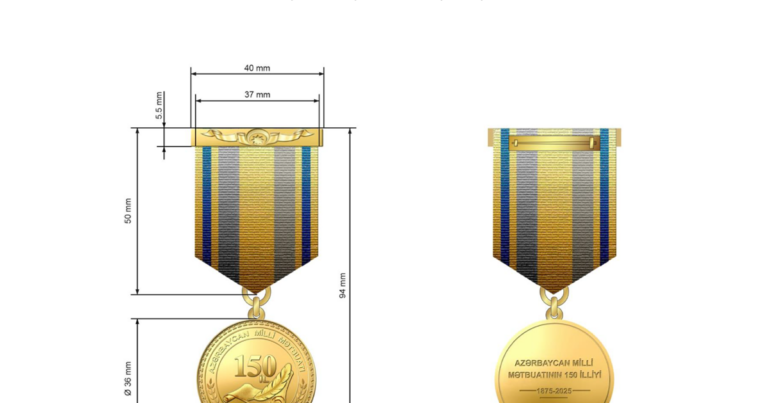 40 mm
37 mm
5.5 mm
50 mm
94 mm
Ø 36 mm
AZƏRBAYCAN MİLLİ MƏTBUATI
150
İL
AZƏRBAYCAN MİLLİ
MƏTBUATININ 150 İLLİYİ
1875-2025